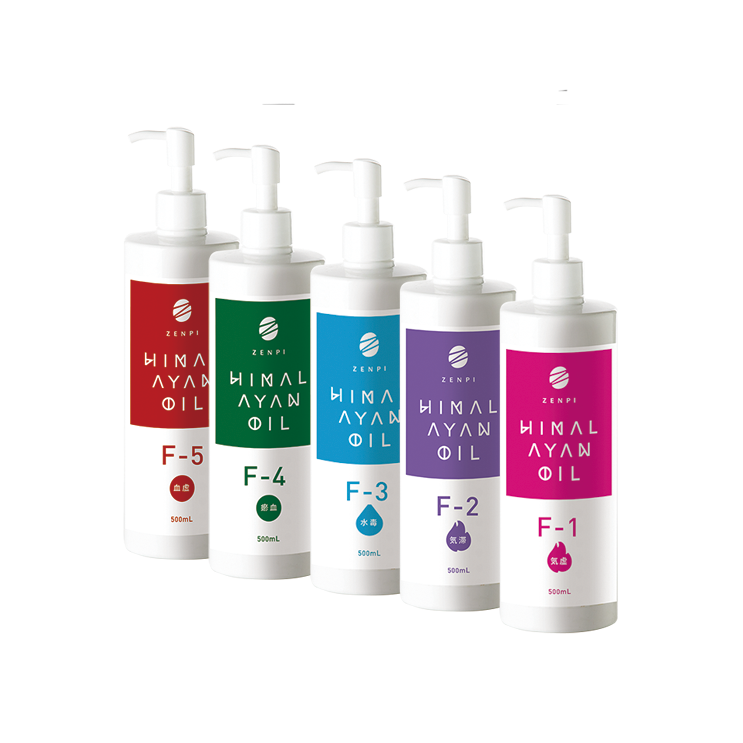 ZENPI
HIMAL
AYAN
OIL
F-5
血虚
500mL
ZENPI
HIMAL
AYAN
OIL
F-4
瘀血
500mL
ZENPI
HIMAL
AYAN
OIL
F-3
水毒
500mL
ZENPI
HIMAL
AYAN
OIL
F-2
気滞
500mL
ZENPI
HIMAL
AYAN
OIL
F-1
気虚
500mL